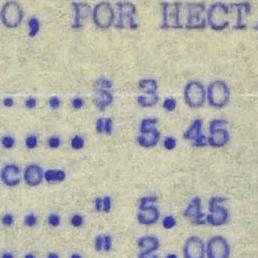 O, POR HECT
....$ 3.00
...." 5.45
co-
...." 5.45
...." 2.00